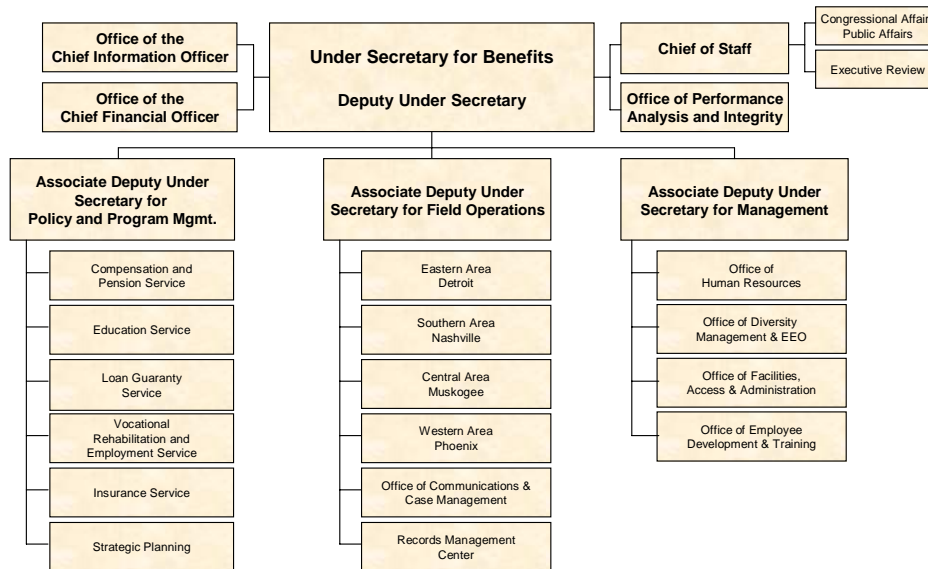 Office of the
Chief Information Officer
Office of the
Chief Financial Officer
Under Secretary for Benefits
Deputy Under Secretary
Chief of Staff
Office of Performance
Analysis and Integrity
Congressional Affair
Public Affairs
Executive Review
Associate Deputy Under
Secretary for
Policy and Program Mgmt.
Compensation and
Pension Service
Education Service
Loan Guaranty
Service
Vocational
Rehabilitation and
Employment Service
Insurance Service
Strategic Planning
Associate Deputy Under
Secretary for Field Operations
Eastern Area
Detroit
Southern Area
Nashville
Central Area
Muskogee
Western Area
Phoenix
Office of Communications &
Case Management
Records Management
Center
Associate Deputy Under
Secretary for Management
Office of
Human Resources
Office of Diversity
Management & EEO
Office of Facilities,
Access & Administration
Office of Employee
Development & Training